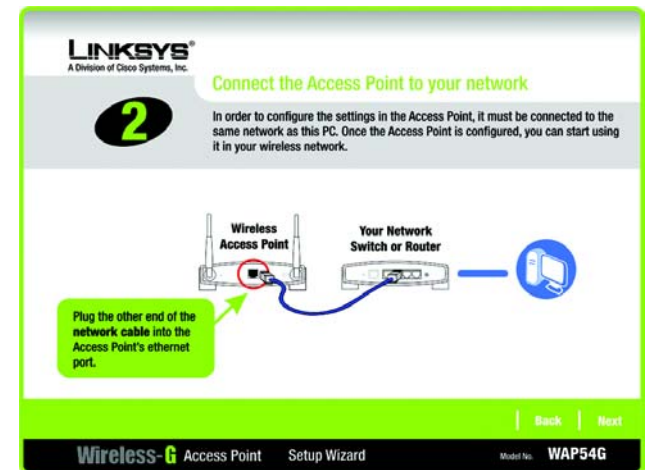 LINKSYS®
A Division of Cisco Systems, Inc.
Connect the Access Point to your network
2
In order to configure the settings in the Access Point, it must be connected to the
same network as this PC. Once the Access Point is configured, you can start using
it in your wireless network.
Wireless
Access Point
Your Network
Switch or Router
Plug the other end of the
network cable into the
Access Point's ethernet
port.
Back
Next
Wireless-G Access Point Setup Wizard
Model No. WAP54G